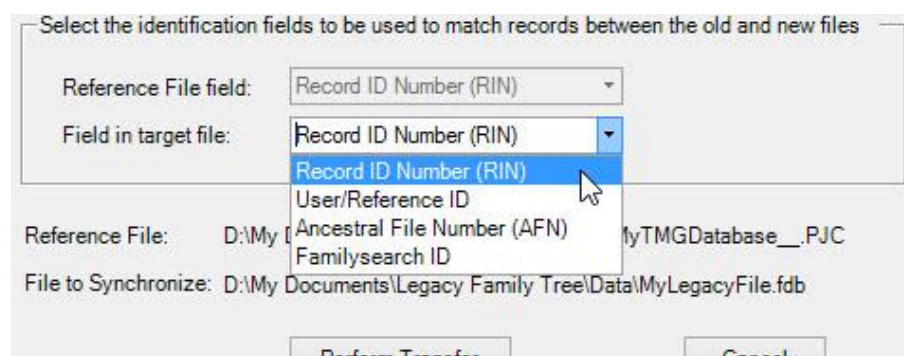 Select the identification fields to be used to match records between the old and new files
Reference File field: Record ID Number (RIN)
Field in target file: Record ID Number (RIN)
Record ID Number (RIN)
User/Reference ID
Ancestral File Number (AFN)
Familysearch ID
Reference File: D:\My MyTMGDatabase__.PJC
File to Synchronize: D:\My Documents\Legacy Family Tree\Data\MyLegacyFile.fdb
Perform Transfer Cancel